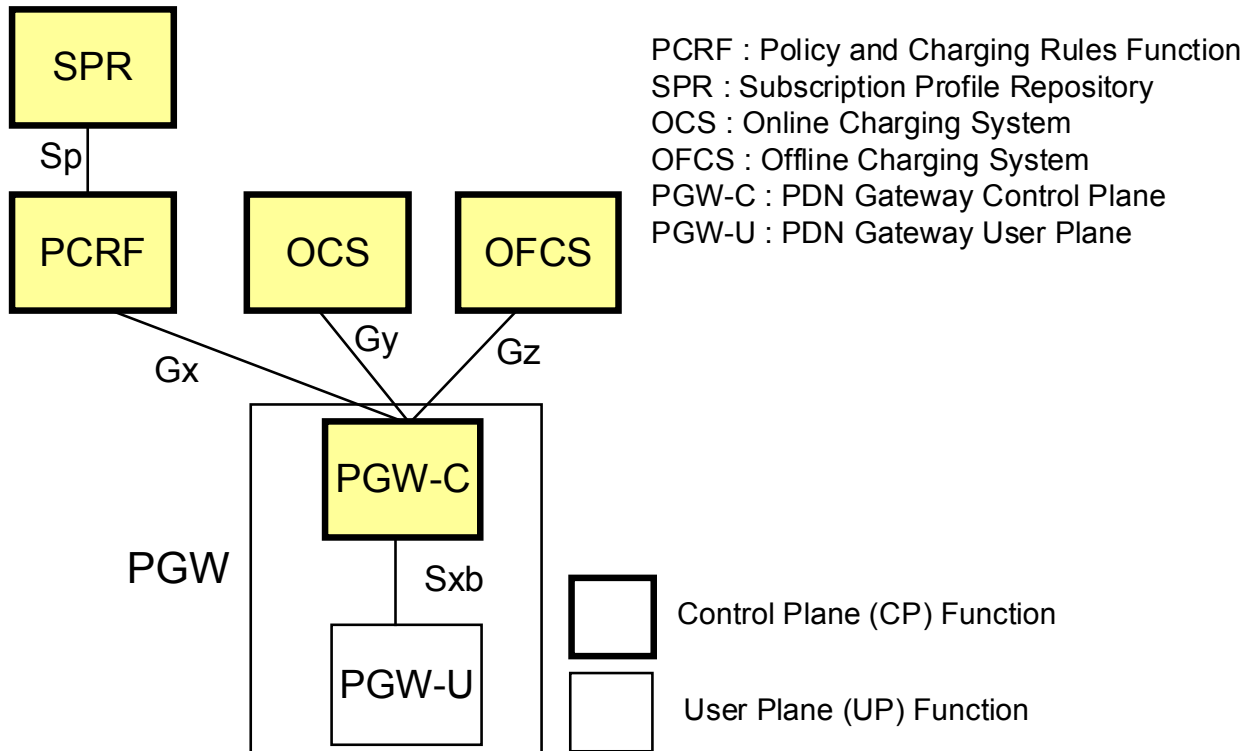 SPR
Sp
PCRF
OCS
OFCS
Gx
Gy
Gz
PGW
PGW-C
Sxb
PGW-U
PCRF : Policy and Charging Rules Function
SPR : Subscription Profile Repository
OCS : Online Charging System
OFCS : Offline Charging System
PGW-C : PDN Gateway Control Plane
PGW-U : PDN Gateway User Plane
Control Plane (CP) Function
User Plane (UP) Function